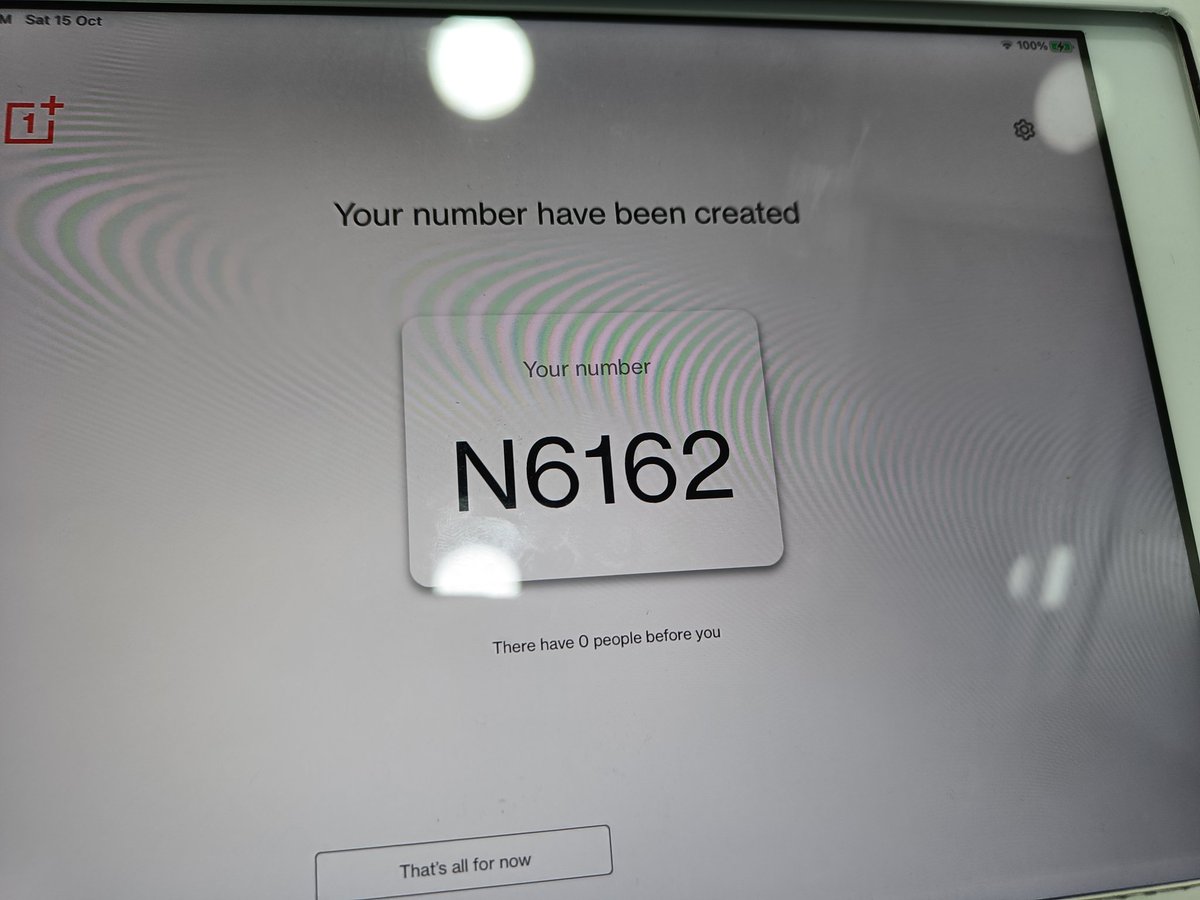 M Sat 15 Oct
100%
1+
Your number have been created
Your number
N6162
There have 0 people before you
That's all for now